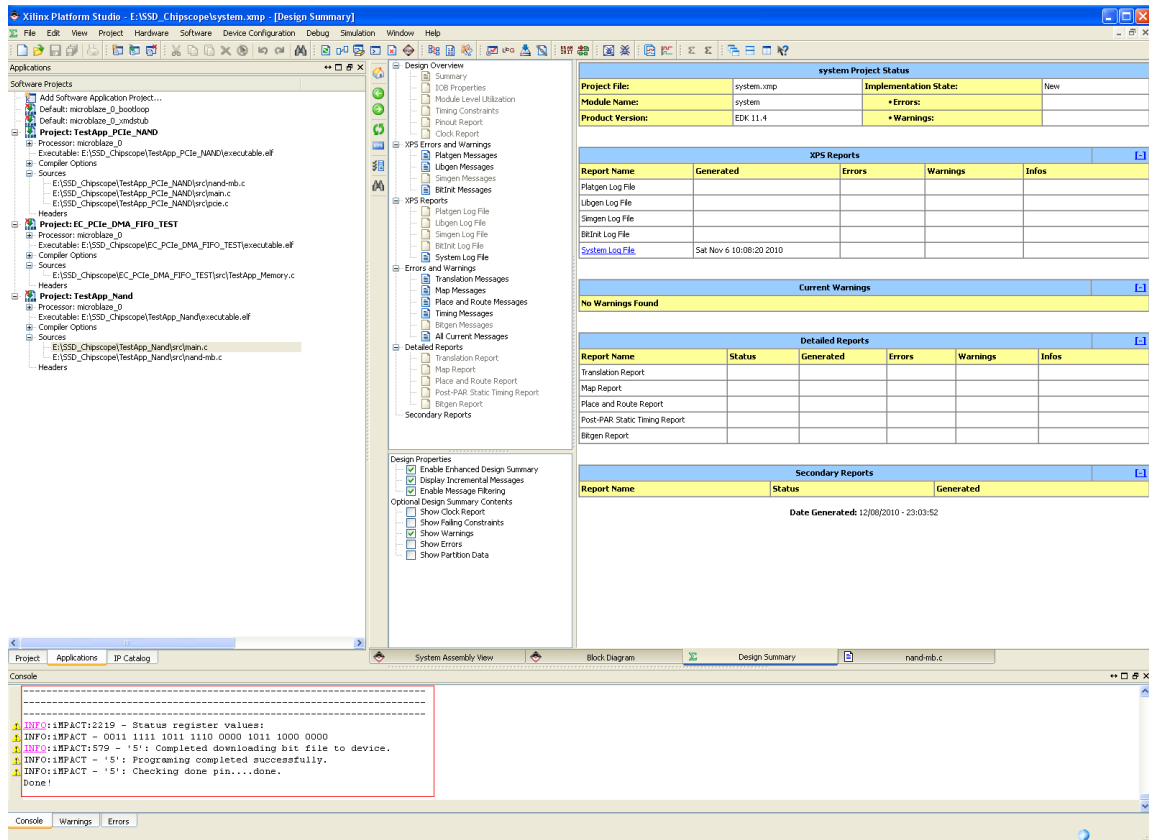 Xilinx Platform Studio - E:\SSD_Chipscope\system.xmp - [Design Summary]
File Edit View Project Hardware Software Device Configuration Debug Simulation Window Help
Applications
Software Projects
Add Software Application Project...
Default: microblaze_0_bootloop
Default: microblaze_0_xmdstub
Project: TestApp_PCIe_NAND
Processor: microblaze_0
Executable: E:\SSD_Chipscope\TestApp_PCIe_NAND\executable.elf
Compiler Options
Sources
E:\SSD_Chipscope\TestApp_PCIe_NAND\src\nand-mb.c
E:\SSD_Chipscope\TestApp_PCIe_NAND\src\main.c
E:\SSD_Chipscope\TestApp_PCIe_NAND\src\pcie.c
Headers
Project: EC_PCIe_DMA_FIFO_TEST
Processor: microblaze_0
Executable: E:\SSD_Chipscope\EC_PCIe_DMA_FIFO_TEST\executable.elf
Compiler Options
Sources
E:\SSD_Chipscope\EC_PCIe_DMA_FIFO_TEST\src\TestApp_Memory.c
Headers
Project: TestApp_Nand
Processor: microblaze_0
Executable: E:\SSD_Chipscope\TestApp_Nand\executable.elf
Compiler Options
Sources
E:\SSD_Chipscope\TestApp_Nand\src\main.c
E:\SSD_Chipscope\TestApp_Nand\src\nand-mb.c
Headers
Project Applications IP Catalog
Design Overview
Summary
IOB Properties
Module Level Utilization
Timing Constraints
Pinout Report
Clock Report
XPS Errors and Warnings
Platgen Messages
Libgen Messages
Simgen Messages
BitInit Messages
XPS Reports
Platgen Log File
Libgen Log File
Simgen Log File
BitInit Log File
System Log File
Errors and Warnings
Translation Messages
Map Messages
Place and Route Messages
Timing Messages
Bitgen Messages
All Current Messages
Detailed Reports
Translation Report
Map Report
Place and Route Report
Post-PAR Static Timing Report
Bitgen Report
Secondary Reports
Design Properties
Enable Enhanced Design Summary
Display Incremental Messages
Enable Message Filtering
Optional Design Summary Contents
Show Clock Report
Show Failing Constraints
Show Warnings
Show Errors
Show Partition Data
system Project Status
Project File: system.xmp Implementation State: New
Module Name: system • Errors:
Product Version: EDK 11.4 • Warnings:
XPS Reports [-]
Report Name Generated Errors Warnings Infos
Platgen Log File
Libgen Log File
Simgen Log File
BitInit Log File
System Log File Sat Nov 6 10:08:20 2010
Current Warnings [-]
No Warnings Found
Detailed Reports [-]
Report Name Status Generated Errors Warnings Infos
Translation Report
Map Report
Place and Route Report
Post-PAR Static Timing Report
Bitgen Report
Secondary Reports [-]
Report Name Status Generated
Date Generated: 12/08/2010 - 23:03:52
System Assembly View Block Diagram Design Summary nand-mb.c
Console
----------------------------------------------------------------------
----------------------------------------------------------------------
----------------------------------------------------------------------
INFO:iMPACT:2219 - Status register values:
INFO:iMPACT - 0011 1111 1011 1110 0000 1011 1000 0000
INFO:iMPACT:579 - '5': Completed downloading bit file to device.
INFO:iMPACT - '5': Programing completed successfully.
INFO:iMPACT - '5': Checking done pin....done.
Done!
Console Warnings Errors